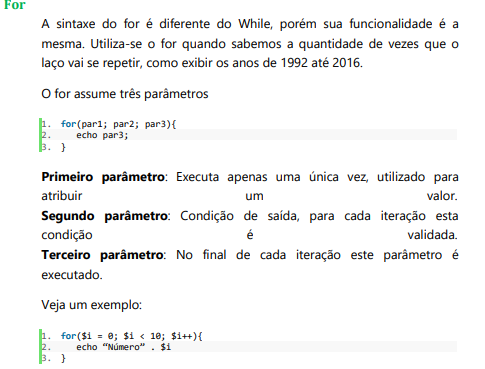 For
A sintaxe do for é diferente do While, porém sua funcionalidade é a
mesma. Utiliza-se o for quando sabemos a quantidade de vezes que o
laço vai se repetir, como exibir os anos de 1992 até 2016.
O for assume três parâmetros
1. for(par1; par2; par3){
2. echo par3;
3. }
Primeiro parâmetro: Executa apenas uma única vez, utilizado para
atribuir um valor.
Segundo parâmetro: Condição de saída, para cada iteração esta
condição é validada.
Terceiro parâmetro: No final de cada iteração este parâmetro é
executado.
Veja um exemplo:
1. for($i = 0; $i < 10; $i++){
2. echo “Número” . $i
3. }